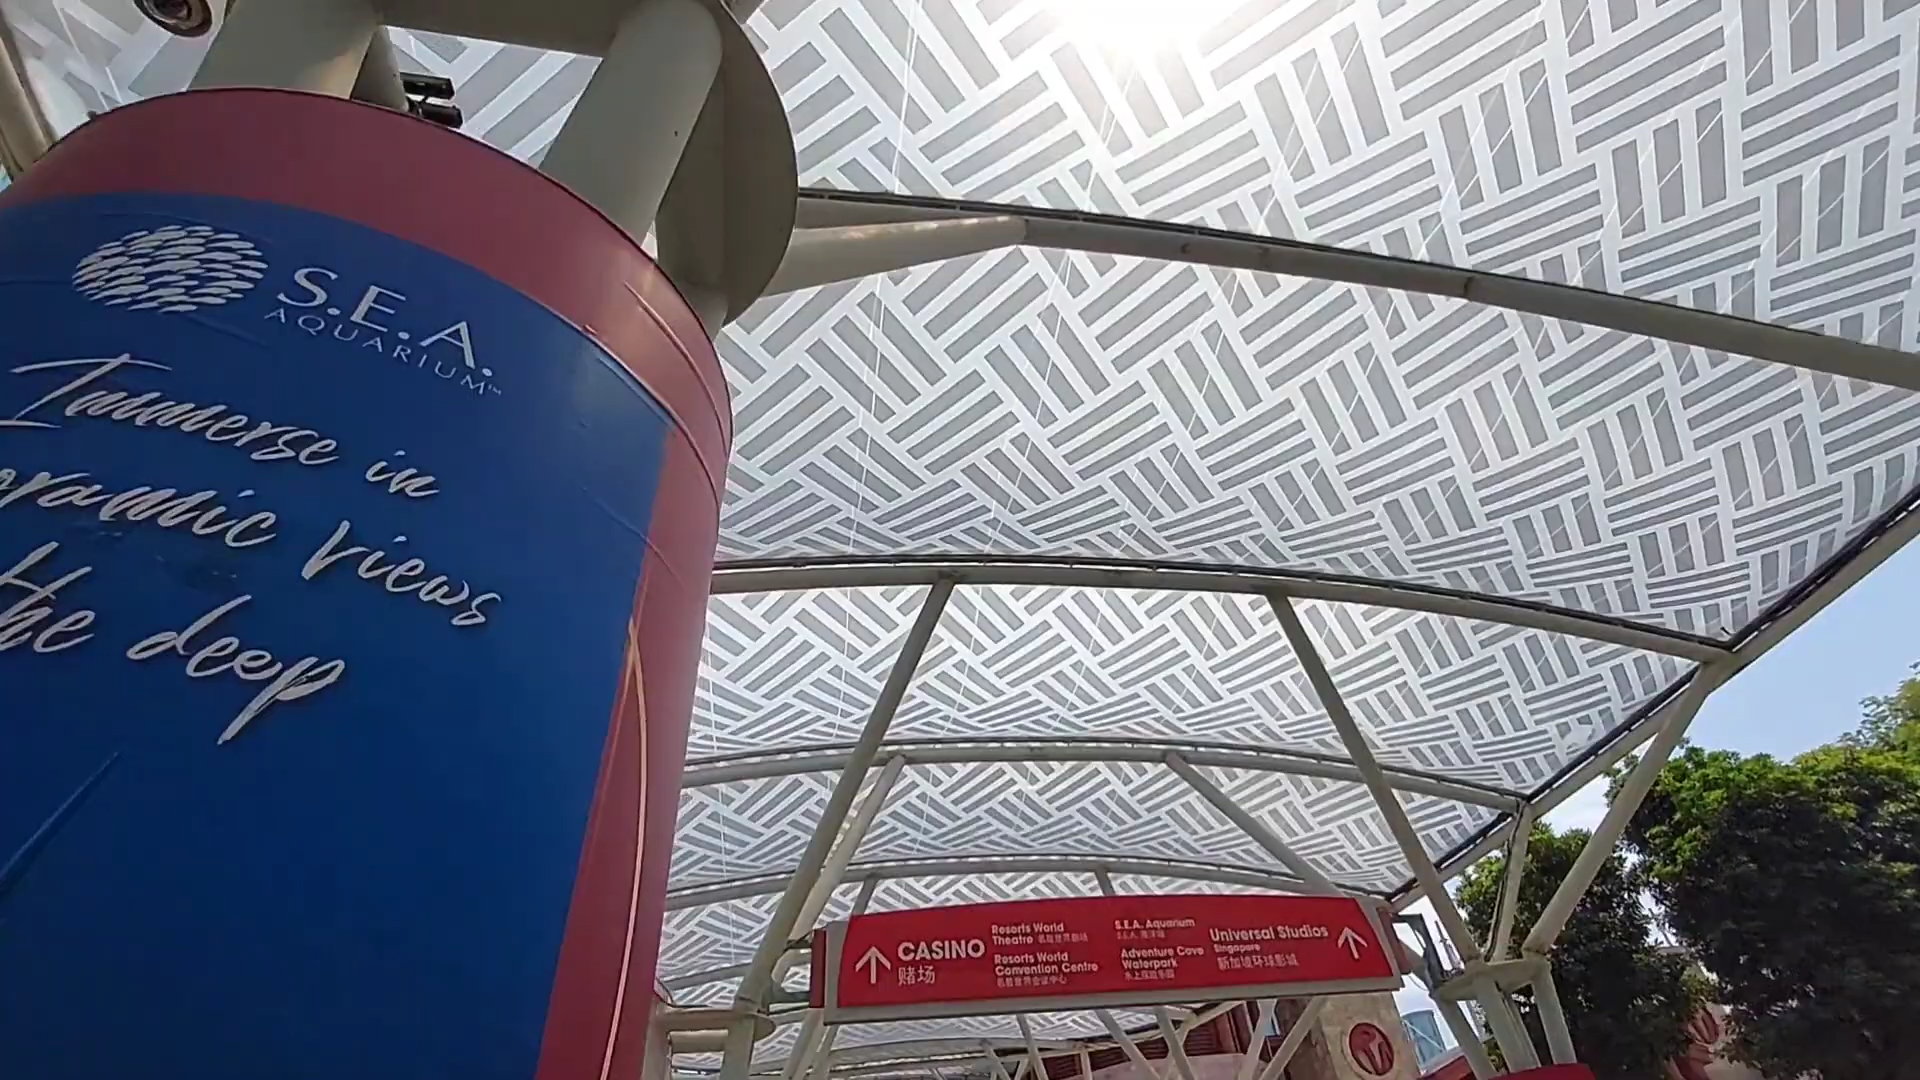 S.E.A.
AQUARIUM™
Immerse in
oramic views
the deep
CASINO
赌场
Resorts World
Theatre 名胜世界剧场
Resorts World
Convention Centre
名胜世界会议中心
S.E.A. Aquarium
S.E.A. 海洋馆
Adventure Cove
Waterpark
水上探险乐园
Universal Studios
Singapore
新加坡环球影城